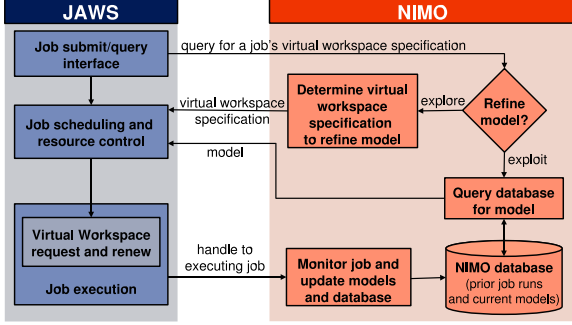 JAWS
NIMO
Job submit/query
interface
query for a job's virtual workspace specification
Determine virtual
workspace
specification
to refine model
explore
Refine
model?
virtual workspace
specification
Job scheduling and
resource control
model
exploit
Query database
for model
Virtual Workspace
request and renew
Job execution
handle to
executing job
Monitor job and
update models
and database
NIMO database
(prior job runs
and current models)